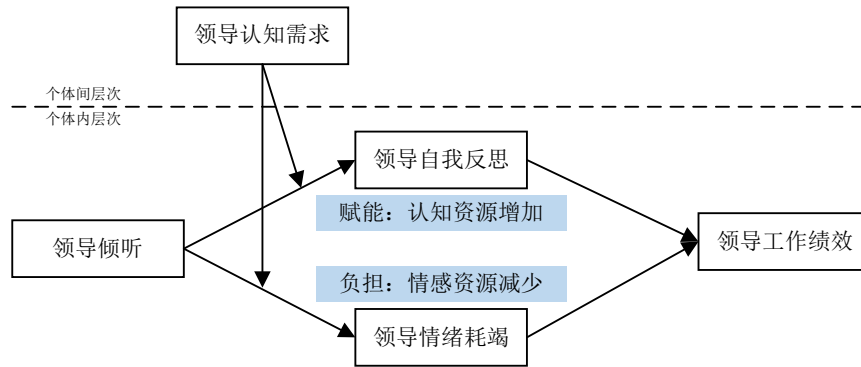 领导认知需求
个体间层次
个体内层次
领导自我反思
赋能：认知资源增加
领导倾听
领导工作绩效
负担：情感资源减少
领导情绪耗竭